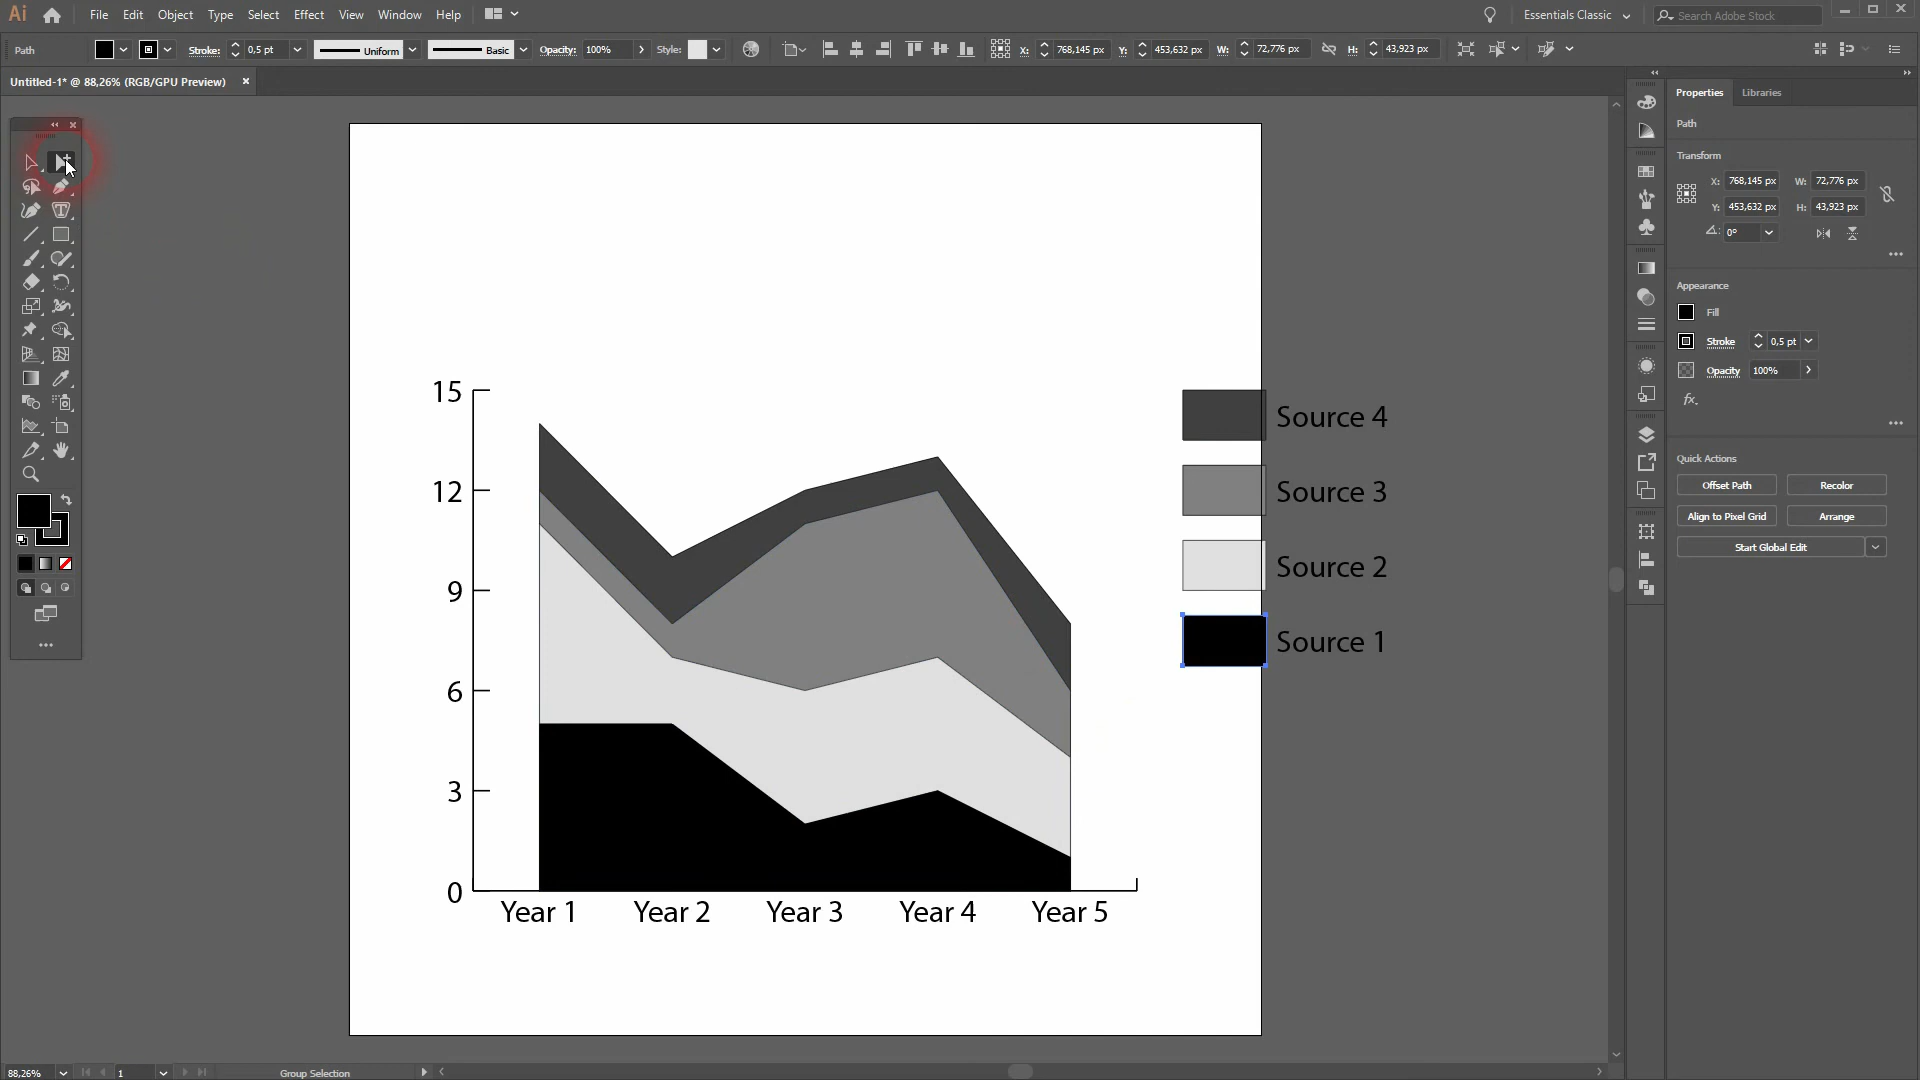 Ai File Edit Object Type Select Effect View Window Help Essentials Classic Search Adobe Stock
Path Stroke: 0,5 pt Uniform Basic Opacity: 100% Style: X: 768,145 px Y: 453,632 px W: 72,776 px H: 43,923 px
Untitled-1* @ 88,26% (RGB/GPU Preview)
Properties Libraries
Path
Transform
X: 768,145 px W: 72,776 px
Y: 453,632 px H: 43,923 px
0°
Appearance
Fill
Stroke 0,5 pt
Opacity 100%
fx.
Quick Actions
Offset Path Recolor
Align to Pixel Grid Arrange
Start Global Edit
15
12
9
6
3
0
Year 1 Year 2 Year 3 Year 4 Year 5
Source 4
Source 3
Source 2
Source 1
88,26% 1 Group Selection